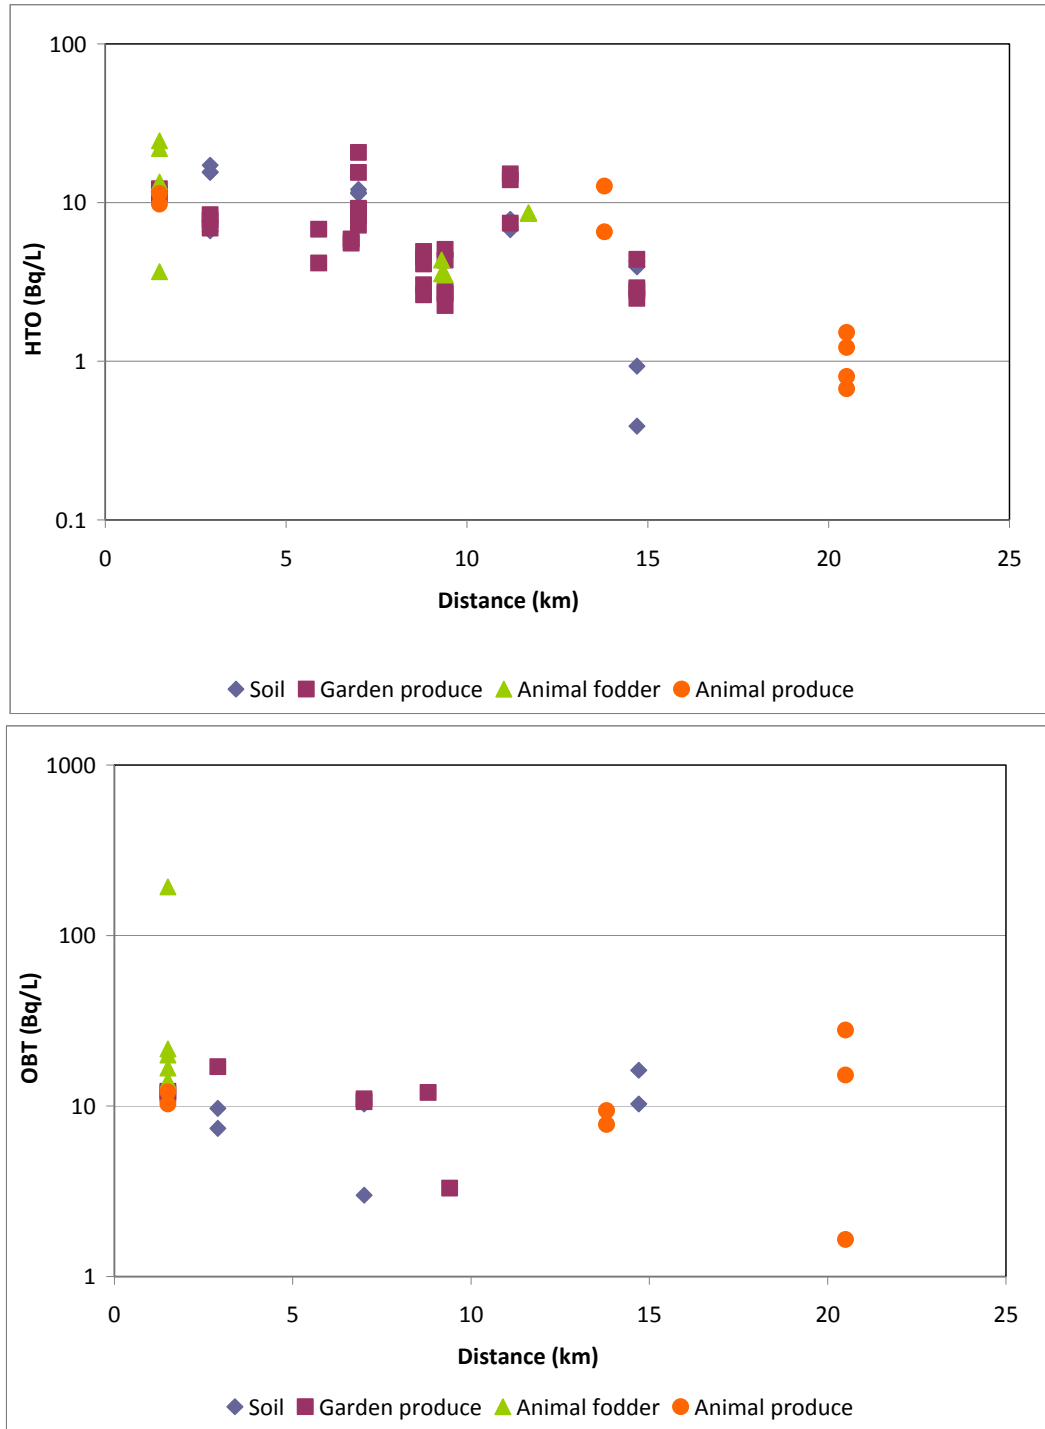 100
10
1
0.1
HTO (Bq/L)
0 5 10 15 20 25
Distance (km)
Soil Garden produce Animal fodder Animal produce
1000
100
10
1
OBT (Bq/L)
0 5 10 15 20 25
Distance (km)
Soil Garden produce Animal fodder Animal produce